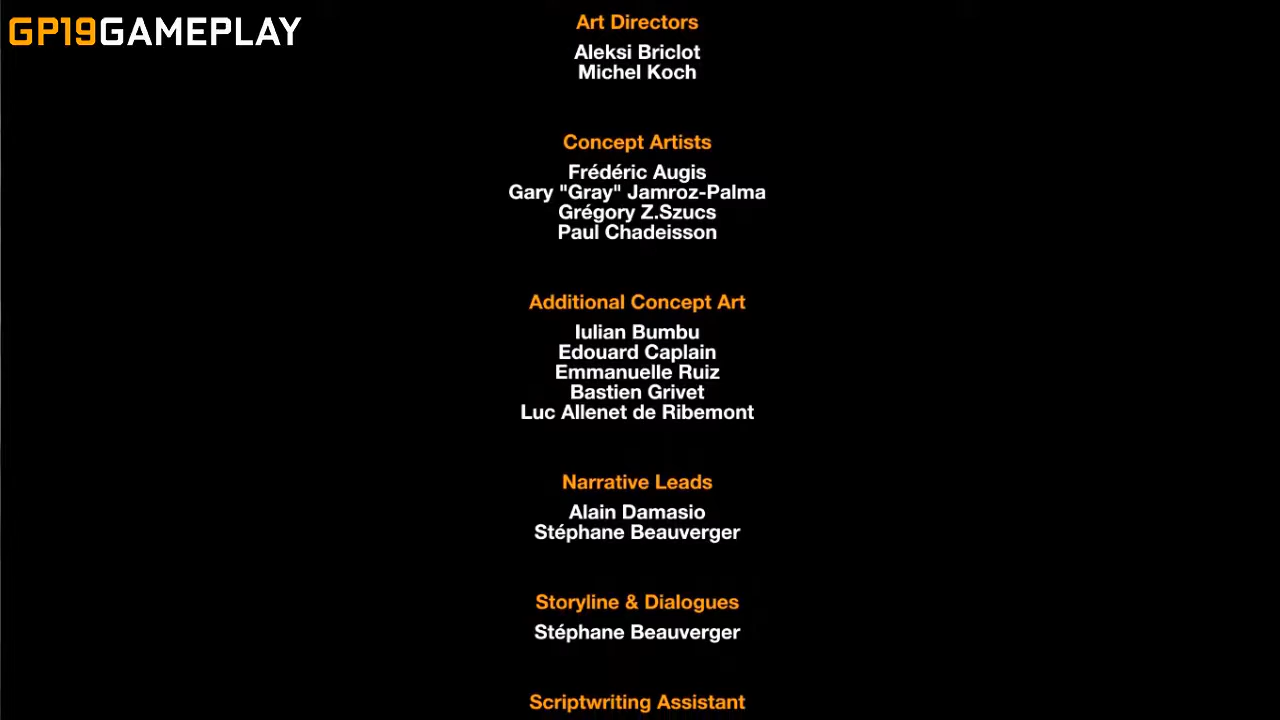 GP19GAMEPLAY
Art Directors
Aleksi Briclot
Michel Koch
Concept Artists
Frédéric Augis
Gary "Gray" Jamroz-Palma
Grégory Z.Szucs
Paul Chadeisson
Additional Concept Art
Iulian Bumbu
Edouard Caplain
Emmanuelle Ruiz
Bastien Grivet
Luc Allenet de Ribemont
Narrative Leads
Alain Damasio
Stéphane Beauverger
Storyline & Dialogues
Stéphane Beauverger
Scriptwriting Assistant